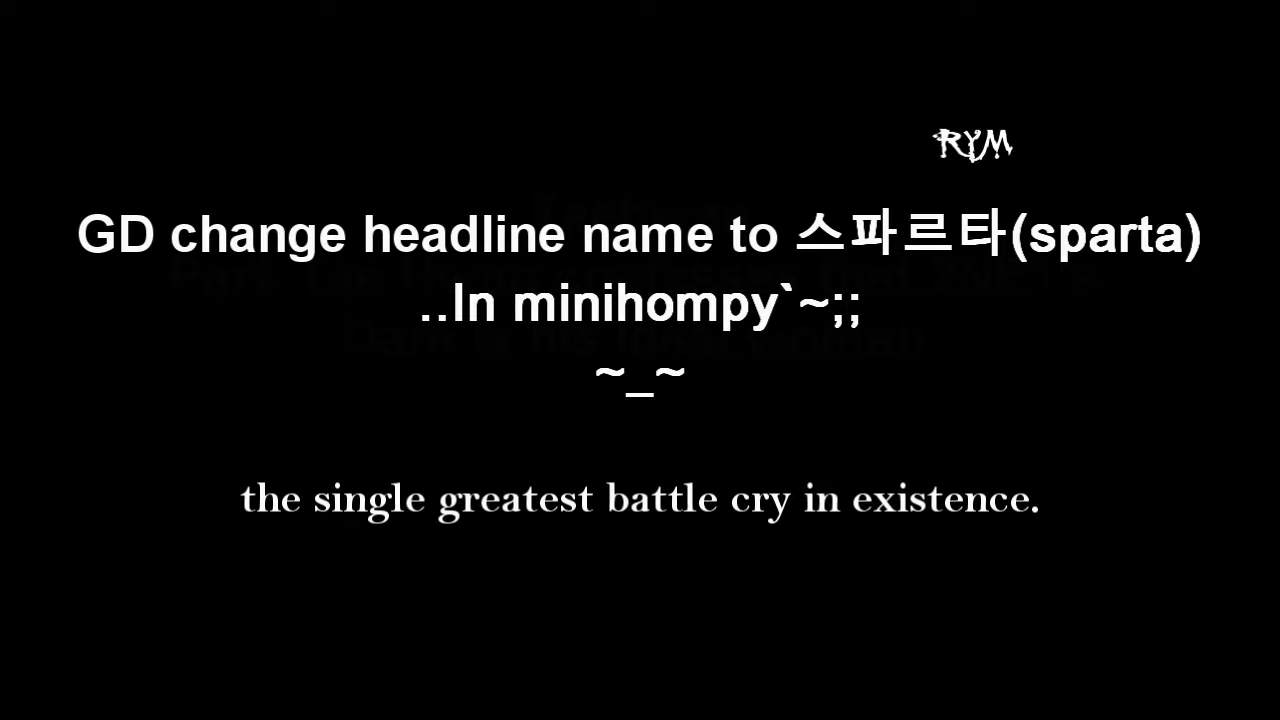 RYM
GD change headline name to 스파르타(sparta)
..In minihompy`~;;
~_~
the single greatest battle cry in existence.